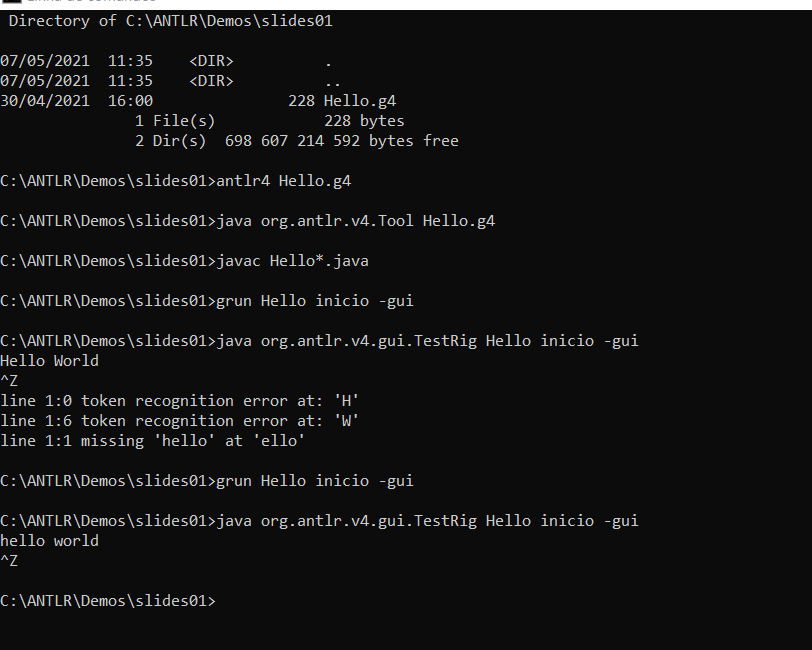 Linha de comandos
Directory of C:\ANTLR\Demos\slides01
07/05/2021  11:35    <DIR>          .
07/05/2021  11:35    <DIR>          ..
30/04/2021  16:00               228 Hello.g4
1 File(s)            228 bytes
2 Dir(s)  698 607 214 592 bytes free
C:\ANTLR\Demos\slides01>antlr4 Hello.g4
C:\ANTLR\Demos\slides01>java org.antlr.v4.Tool Hello.g4
C:\ANTLR\Demos\slides01>javac Hello*.java
C:\ANTLR\Demos\slides01>grun Hello inicio -gui
C:\ANTLR\Demos\slides01>java org.antlr.v4.gui.TestRig Hello inicio -gui
Hello World
^Z
line 1:0 token recognition error at: 'H'
line 1:6 token recognition error at: 'W'
line 1:1 missing 'hello' at 'ello'
C:\ANTLR\Demos\slides01>grun Hello inicio -gui
C:\ANTLR\Demos\slides01>java org.antlr.v4.gui.TestRig Hello inicio -gui
hello world
^Z
C:\ANTLR\Demos\slides01>